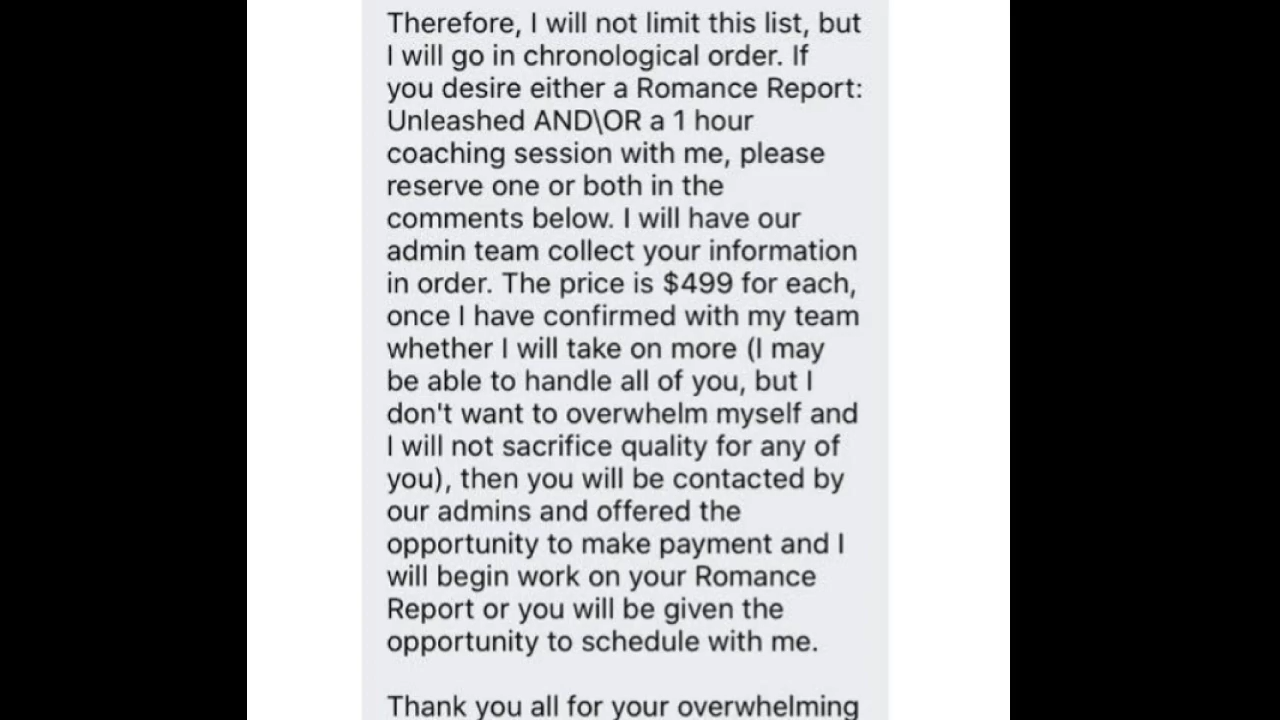 Therefore, I will not limit this list, but
I will go in chronological order. If
you desire either a Romance Report:
Unleashed AND\OR a 1 hour
coaching session with me, please
reserve one or both in the
comments below. I will have our
admin team collect your information
in order. The price is $499 for each,
once I have confirmed with my team
whether I will take on more (I may
be able to handle all of you, but I
don't want to overwhelm myself and
I will not sacrifice quality for any of
you), then you will be contacted by
our admins and offered the
opportunity to make payment and I
will begin work on your Romance
Report or you will be given the
opportunity to schedule with me.
Thank you all for your overwhelming